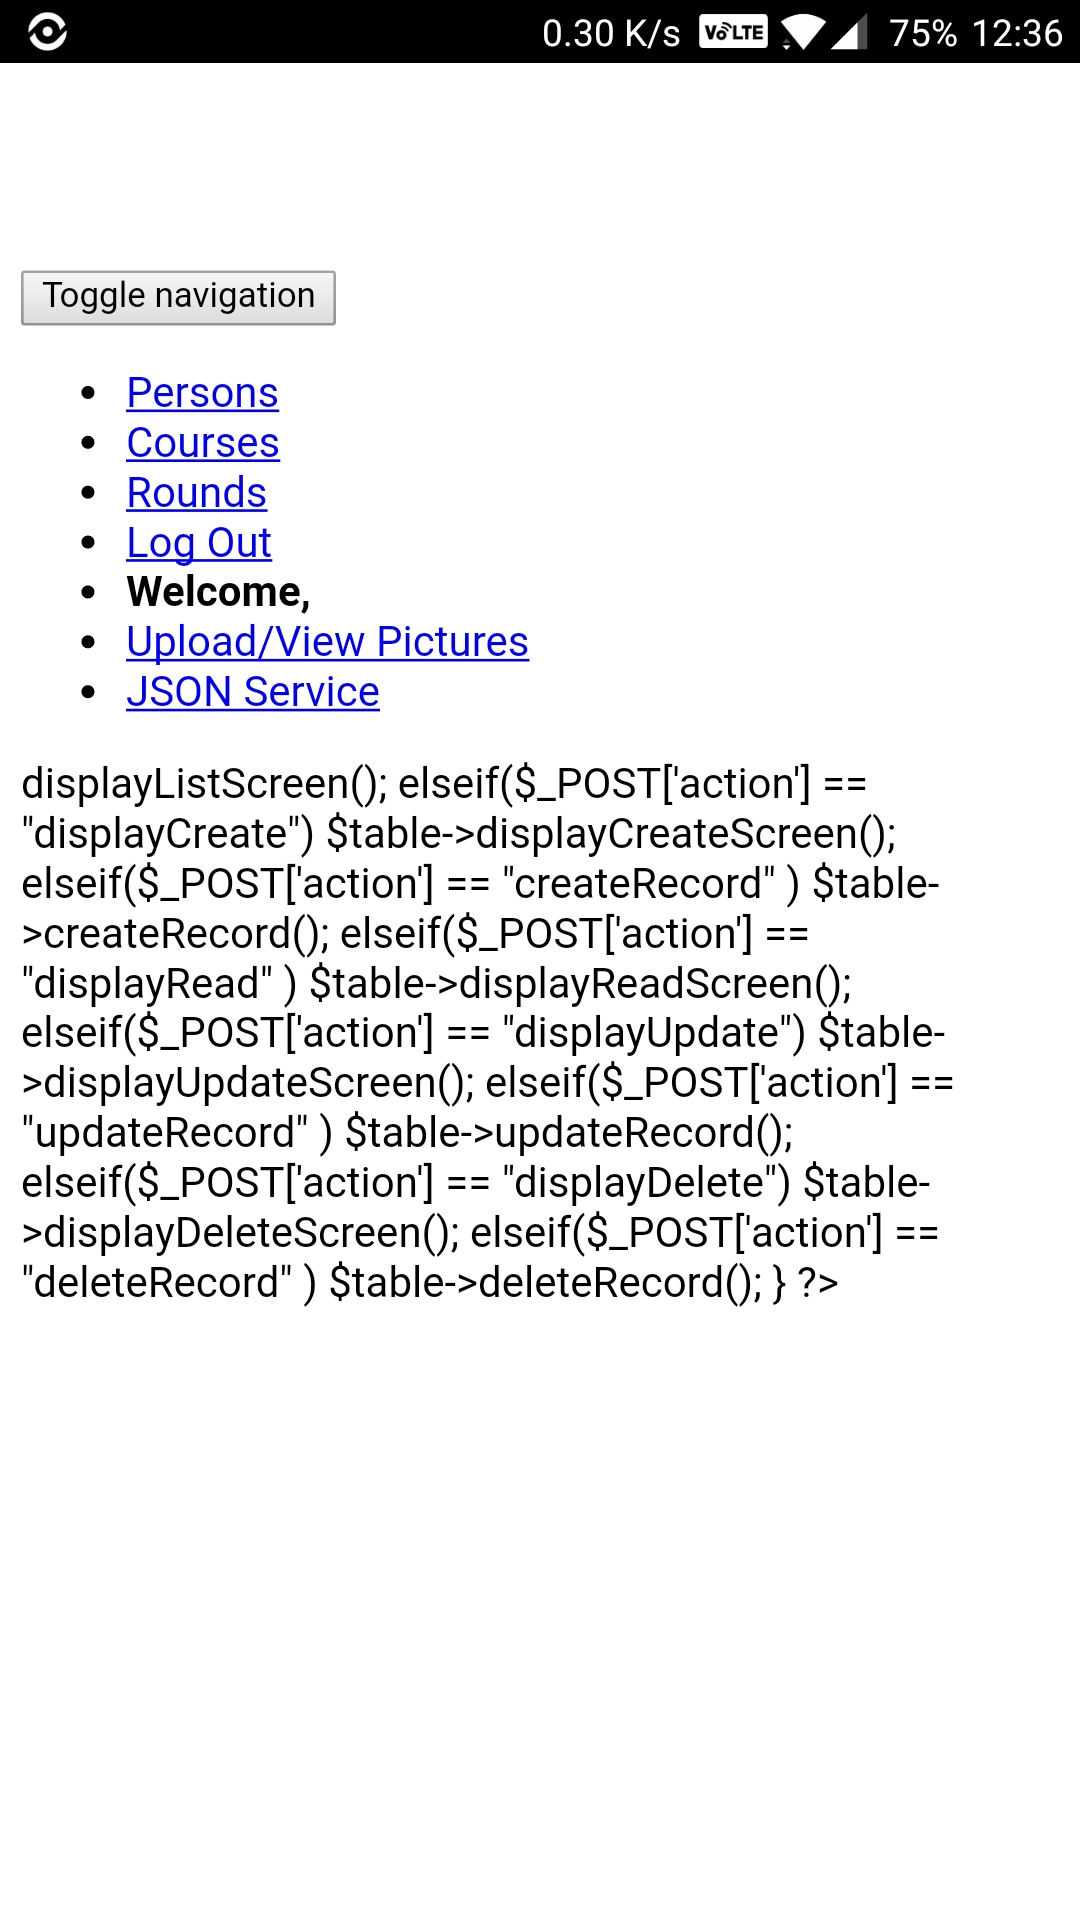 0.30 K/s VoLTE 75% 12:36
Toggle navigation
Persons
Courses
Rounds
Log Out
Welcome,
Upload/View Pictures
JSON Service
displayListScreen(); elseif($_POST['action'] ==
"displayCreate") $table->displayCreateScreen();
elseif($_POST['action'] == "createRecord" ) $table-
>createRecord(); elseif($_POST['action'] ==
"displayRead" ) $table->displayReadScreen();
elseif($_POST['action'] == "displayUpdate") $table-
>displayUpdateScreen(); elseif($_POST['action'] ==
"updateRecord" ) $table->updateRecord();
elseif($_POST['action'] == "displayDelete") $table-
>displayDeleteScreen(); elseif($_POST['action'] ==
"deleteRecord" ) $table->deleteRecord(); } ?>